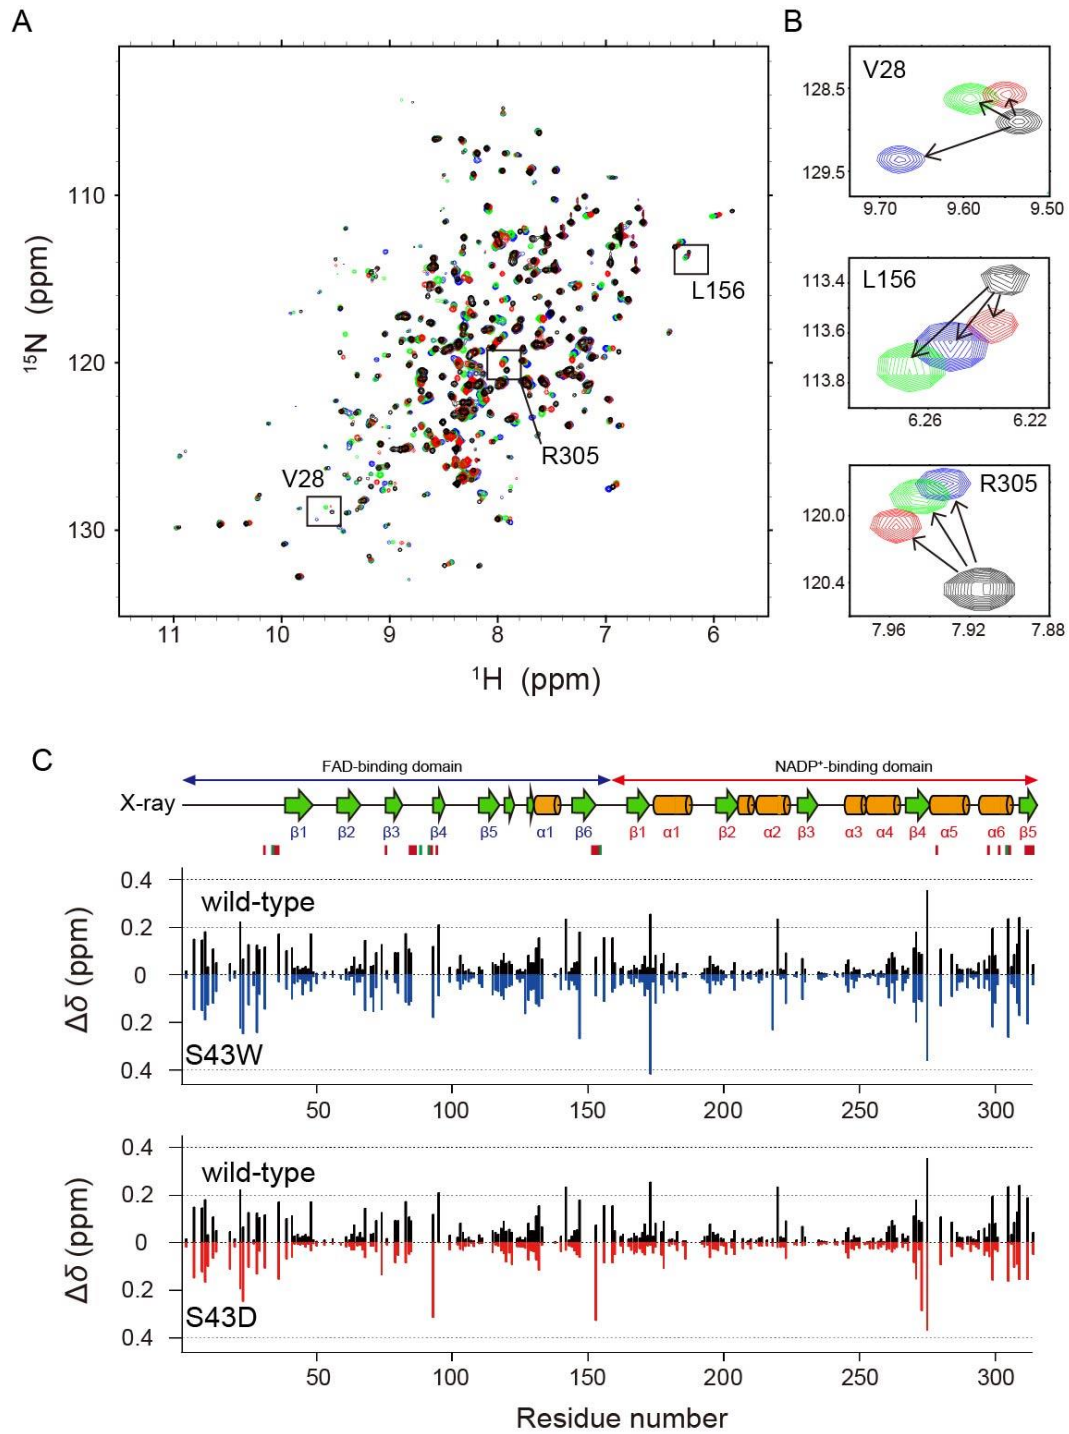 A
110
120
130
¹⁵N (ppm)
V28
L156
R305
11 10 9 8 7 6
¹H (ppm)
B
V28
128.5
129.5
9.70 9.60 9.50
L156
113.4
113.6
113.8
6.26 6.22
R305
120.0
120.4
7.96 7.92 7.88
C
FAD-binding domain NADP⁺-binding domain
X-ray
β1 β2 β3 β4 β5 α1 β6 β1 α1 β2 α2 β3 α3 α4 β4 α5 α6 β5
0.4
0.2
0
0.2
0.4
Δδ (ppm)
wild-type
S43W
50 100 150 200 250 300
0.4
0.2
0
0.2
0.4
Δδ (ppm)
wild-type
S43D
50 100 150 200 250 300
Residue number